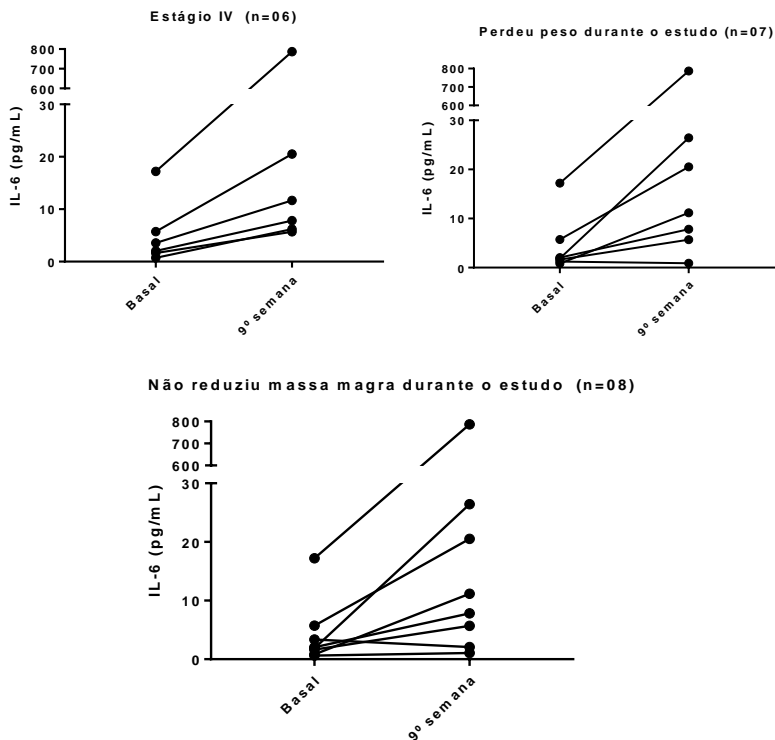 Estágio IV (n=06)
800
700
600
30
20
10
0
IL-6 (pg/mL)
Basal
9º semana
Perdeu peso durante o estudo (n=07)
800
700
600
30
20
10
0
IL-6 (pg/mL)
Basal
9º semana
Não reduziu massa magra durante o estudo (n=08)
800
700
600
30
20
10
0
IL-6 (pg/mL)
Basal
9º semana